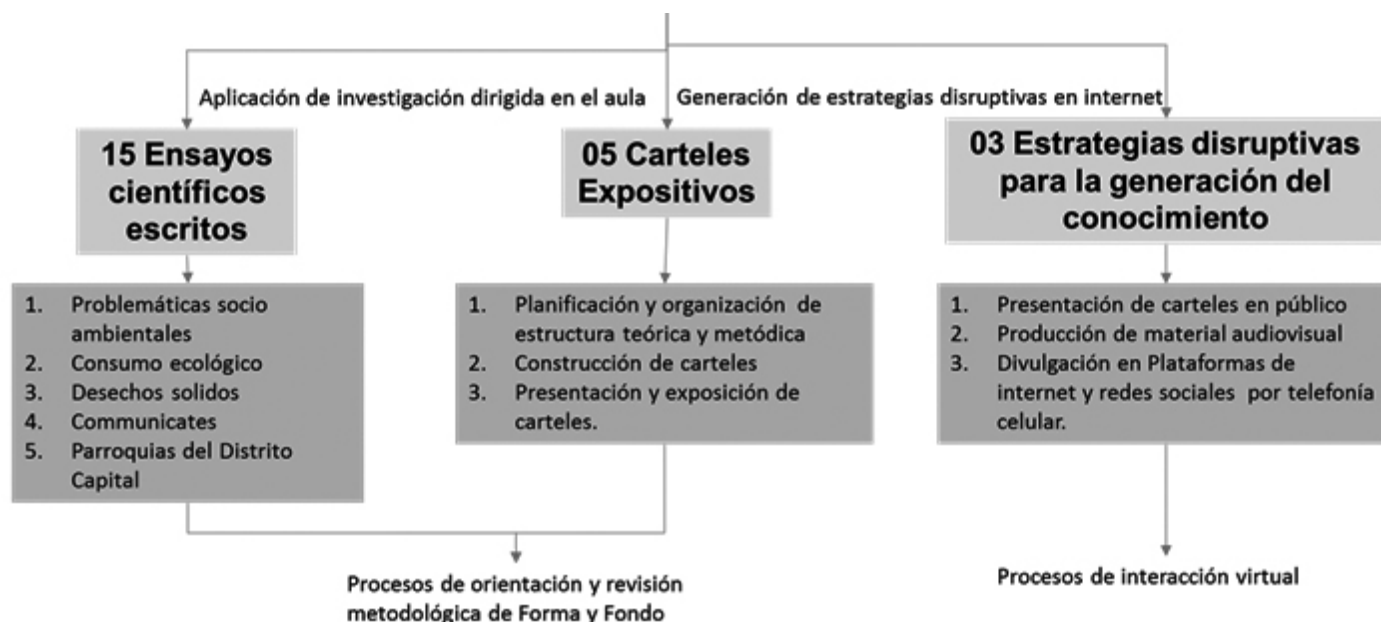 Aplicación de investigación dirigida en el aula
Generación de estrategias disruptivas en internet
15 Ensayos
científicos
escritos
05 Carteles
Expositivos
03 Estrategias disruptivas
para la generación del
conocimiento
1. Problemáticas socio
ambientales
2. Consumo ecológico
3. Desechos solidos
4. Communicates
5. Parroquias del Distrito
Capital
1. Planificación y organización de
estructura teórica y metódica
2. Construcción de carteles
3. Presentación y exposición de
carteles.
1. Presentación de carteles en público
2. Producción de material audiovisual
3. Divulgación en Plataformas de
internet y redes sociales por telefonía
celular.
Procesos de orientación y revisión
metodológica de Forma y Fondo
Procesos de interacción virtual